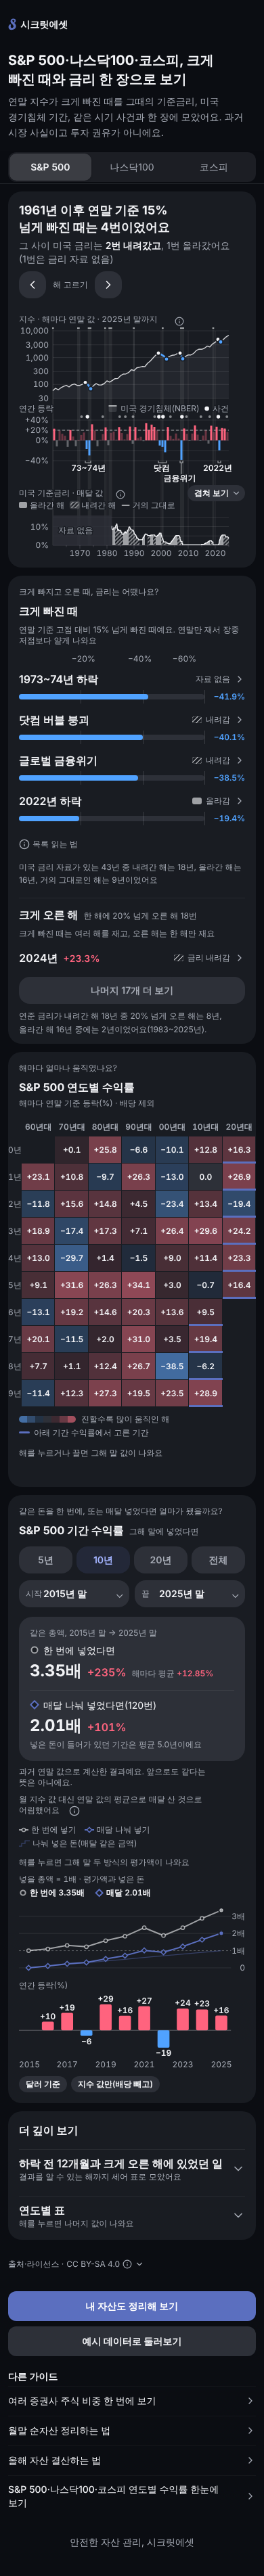 시크릿에셋
S&P 500·나스닥100·코스피, 크게
빠진 때와 금리 한 장으로 보기
연말 지수가 크게 빠진 때를 그때의 기준금리, 미국
경기침체 기간, 같은 시기 사건과 한 장에 모았어요. 과거
시장 사실이고 투자 권유가 아니에요.
S&P 500
나스닥100
코스피
1961년 이후 연말 기준 15%
넘게 빠진 때는 4번이었어요
그 사이 미국 금리는 2번 내려갔고, 1번 올라갔어요
(1번은 금리 자료 없음)
해 고르기
지수 · 해마다 연말 값 · 2025년 말까지
10,000
3,000
1,000
300
100
30
연간 등락
미국 경기침체(NBER)
사건
+40%
+20%
0%
−40%
73~74년
닷컴
2022년
금융위기
미국 기준금리 · 매달 값
겹쳐 보기
올라간 해
내려간 해
거의 그대로
10%
자료 없음
0%
1970 1980 1990 2000 2010 2020
크게 빠지고 오른 때, 금리는 어땠나요?
크게 빠진 때
연말 기준 고점 대비 15% 넘게 빠진 때예요. 연말만 재서 장중
저점보다 얕게 나와요
−20%
−40%
−60%
1973~74년 하락
자료 없음
−41.9%
닷컴 버블 붕괴
내려감
−40.1%
글로벌 금융위기
내려감
−38.5%
2022년 하락
올라감
−19.4%
목록 읽는 법
미국 금리 자료가 있는 43년 중 내려간 해는 18년, 올라간 해는
16년, 거의 그대로인 해는 9년이었어요
크게 오른 해 한 해에 20% 넘게 오른 해 18번
크게 빠진 때는 여러 해를 재고, 오른 해는 한 해만 재요
2024년 +23.3%
금리 내려감
나머지 17개 더 보기
연준 금리가 내려간 해 18년 중 20% 넘게 오른 해는 8년,
올라간 해 16년 중에는 2년이었어요(1983~2025년).
해마다 얼마나 움직였나요?
S&P 500 연도별 수익률
해마다 연말 기준 등락(%) · 배당 제외
60년대 70년대 80년대 90년대 00년대 10년대 20년대
0년 +0.1 +25.8 −6.6 −10.1 +12.8 +16.3
1년 +23.1 +10.8 −9.7 +26.3 −13.0 0.0 +26.9
2년 −11.8 +15.6 +14.8 +4.5 −23.4 +13.4 −19.4
3년 +18.9 −17.4 +17.3 +7.1 +26.4 +29.6 +24.2
4년 +13.0 −29.7 +1.4 −1.5 +9.0 +11.4 +23.3
5년 +9.1 +31.6 +26.3 +34.1 +3.0 −0.7 +16.4
6년 −13.1 +19.2 +14.6 +20.3 +13.6 +9.5
7년 +20.1 −11.5 +2.0 +31.0 +3.5 +19.4
8년 +7.7 +1.1 +12.4 +26.7 −38.5 −6.2
9년 −11.4 +12.3 +27.3 +19.5 +23.5 +28.9
진할수록 많이 움직인 해
아래 기간 수익률에서 고른 기간
해를 누르거나 끌면 그해 말 값이 나와요
같은 돈을 한 번에, 또는 매달 넣었다면 얼마가 됐을까요?
S&P 500 기간 수익률 그해 말에 넣었다면
5년
10년
20년
전체
시작 2015년 말
끝 2025년 말
같은 총액, 2015년 말 → 2025년 말
한 번에 넣었다면
3.35배 +235% 해마다 평균 +12.85%
매달 나눠 넣었다면(120번)
2.01배 +101%
넣은 돈이 들어가 있던 기간은 평균 5.0년이에요
과거 연말 값으로 계산한 결과예요. 앞으로도 같다는
뜻은 아니에요.
월 지수 값 대신 연말 값의 평균으로 매달 산 것으로
어림했어요
한 번에 넣기
매달 나눠 넣기
나눠 넣은 돈(매달 같은 금액)
해를 누르면 그해 말 두 방식의 평가액이 나와요
넣을 총액 = 1배 · 평가액과 넣은 돈
한 번에 3.35배
매달 2.01배
3배
2배
1배
0
연간 등락(%)
+10 +19 −6 +29 +16 +27 −19 +24 +23 +16
2015 2017 2019 2021 2023 2025
달러 기준
지수 값만(배당 빼고)
더 깊이 보기
하락 전 12개월과 크게 오른 해에 있었던 일
결과를 알 수 있는 해까지 세어 표로 모았어요
연도별 표
해를 누르면 나머지 값이 나와요
출처·라이선스 · CC BY-SA 4.0
내 자산도 정리해 보기
예시 데이터로 둘러보기
다른 가이드
여러 증권사 주식 비중 한 번에 보기
월말 순자산 정리하는 법
올해 자산 결산하는 법
S&P 500·나스닥100·코스피 연도별 수익률 한눈에
보기
안전한 자산 관리, 시크릿에셋